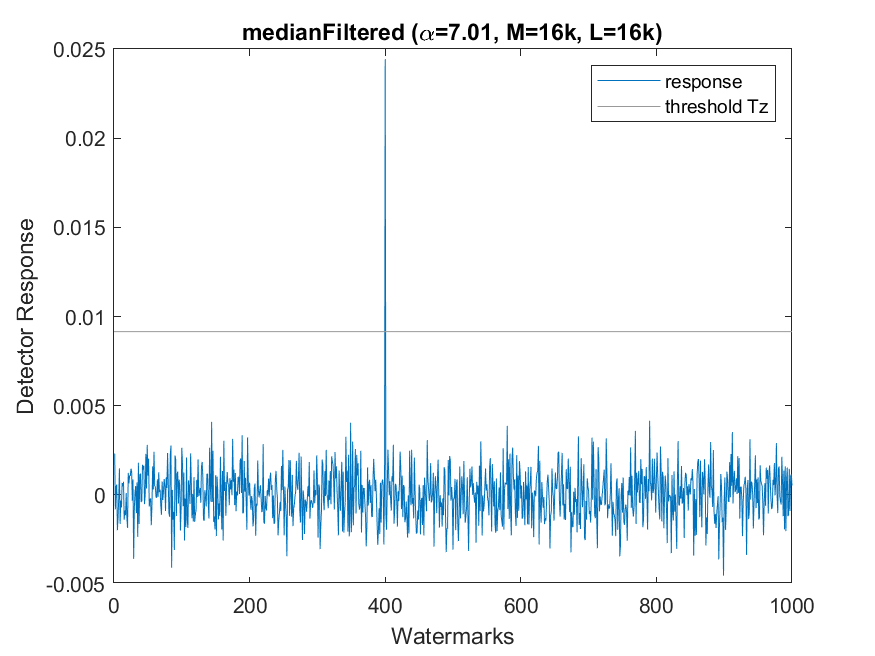 medianFiltered (α=7.01, M=16k, L=16k)
0.025
0.02
0.015
0.01
0.005
0
-0.005
Detector Response
response
threshold Tz
0 200 400 600 800 1000
Watermarks